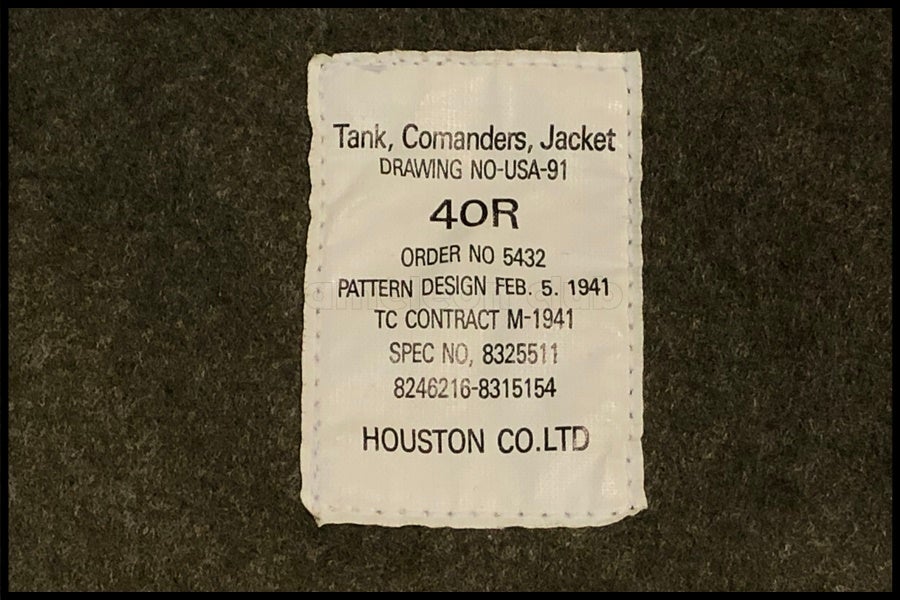 Tank, Comanders, Jacket
DRAWING NO-USA-91
40R
ORDER NO 5432
PATTERN DESIGN FEB. 5. 1941
TC CONTRACT M-1941
SPEC NO, 8325511
8246216-8315154
HOUSTON CO.LTD